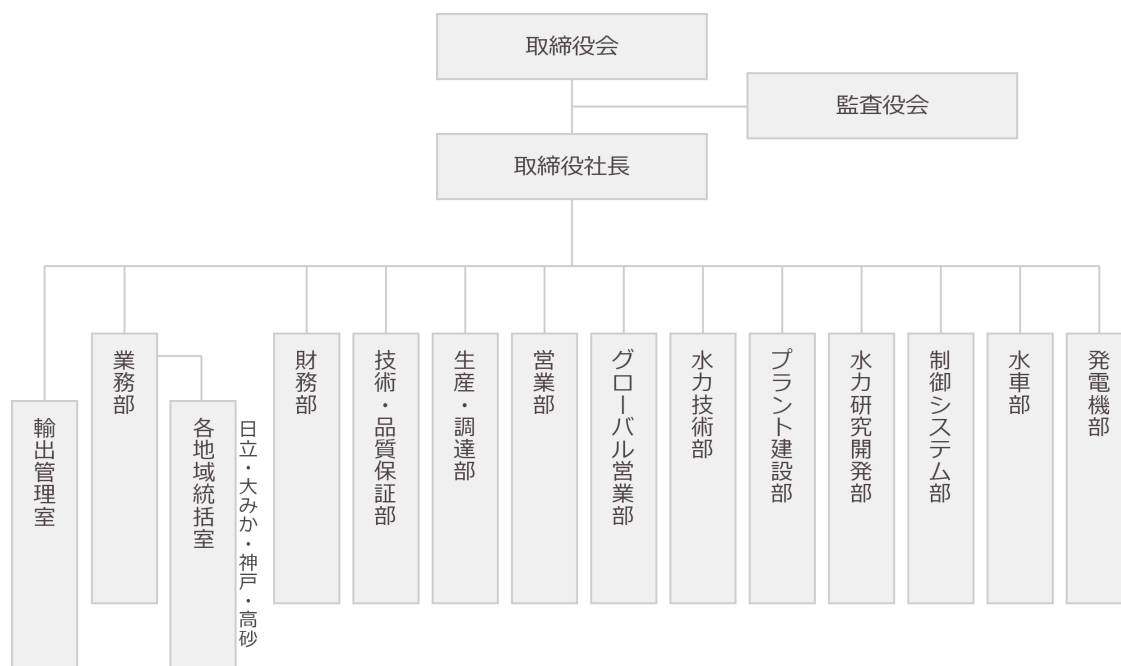 取締役会
監査役会
取締役社長
輸出管理室
業務部
各地域統括室
日立・大みか・神戸・高砂
財務部
技術・品質保証部
生産・調達部
営業部
グローバル営業部
水力技術部
プラント建設部
水力研究開発部
制御システム部
水車部
発電機部